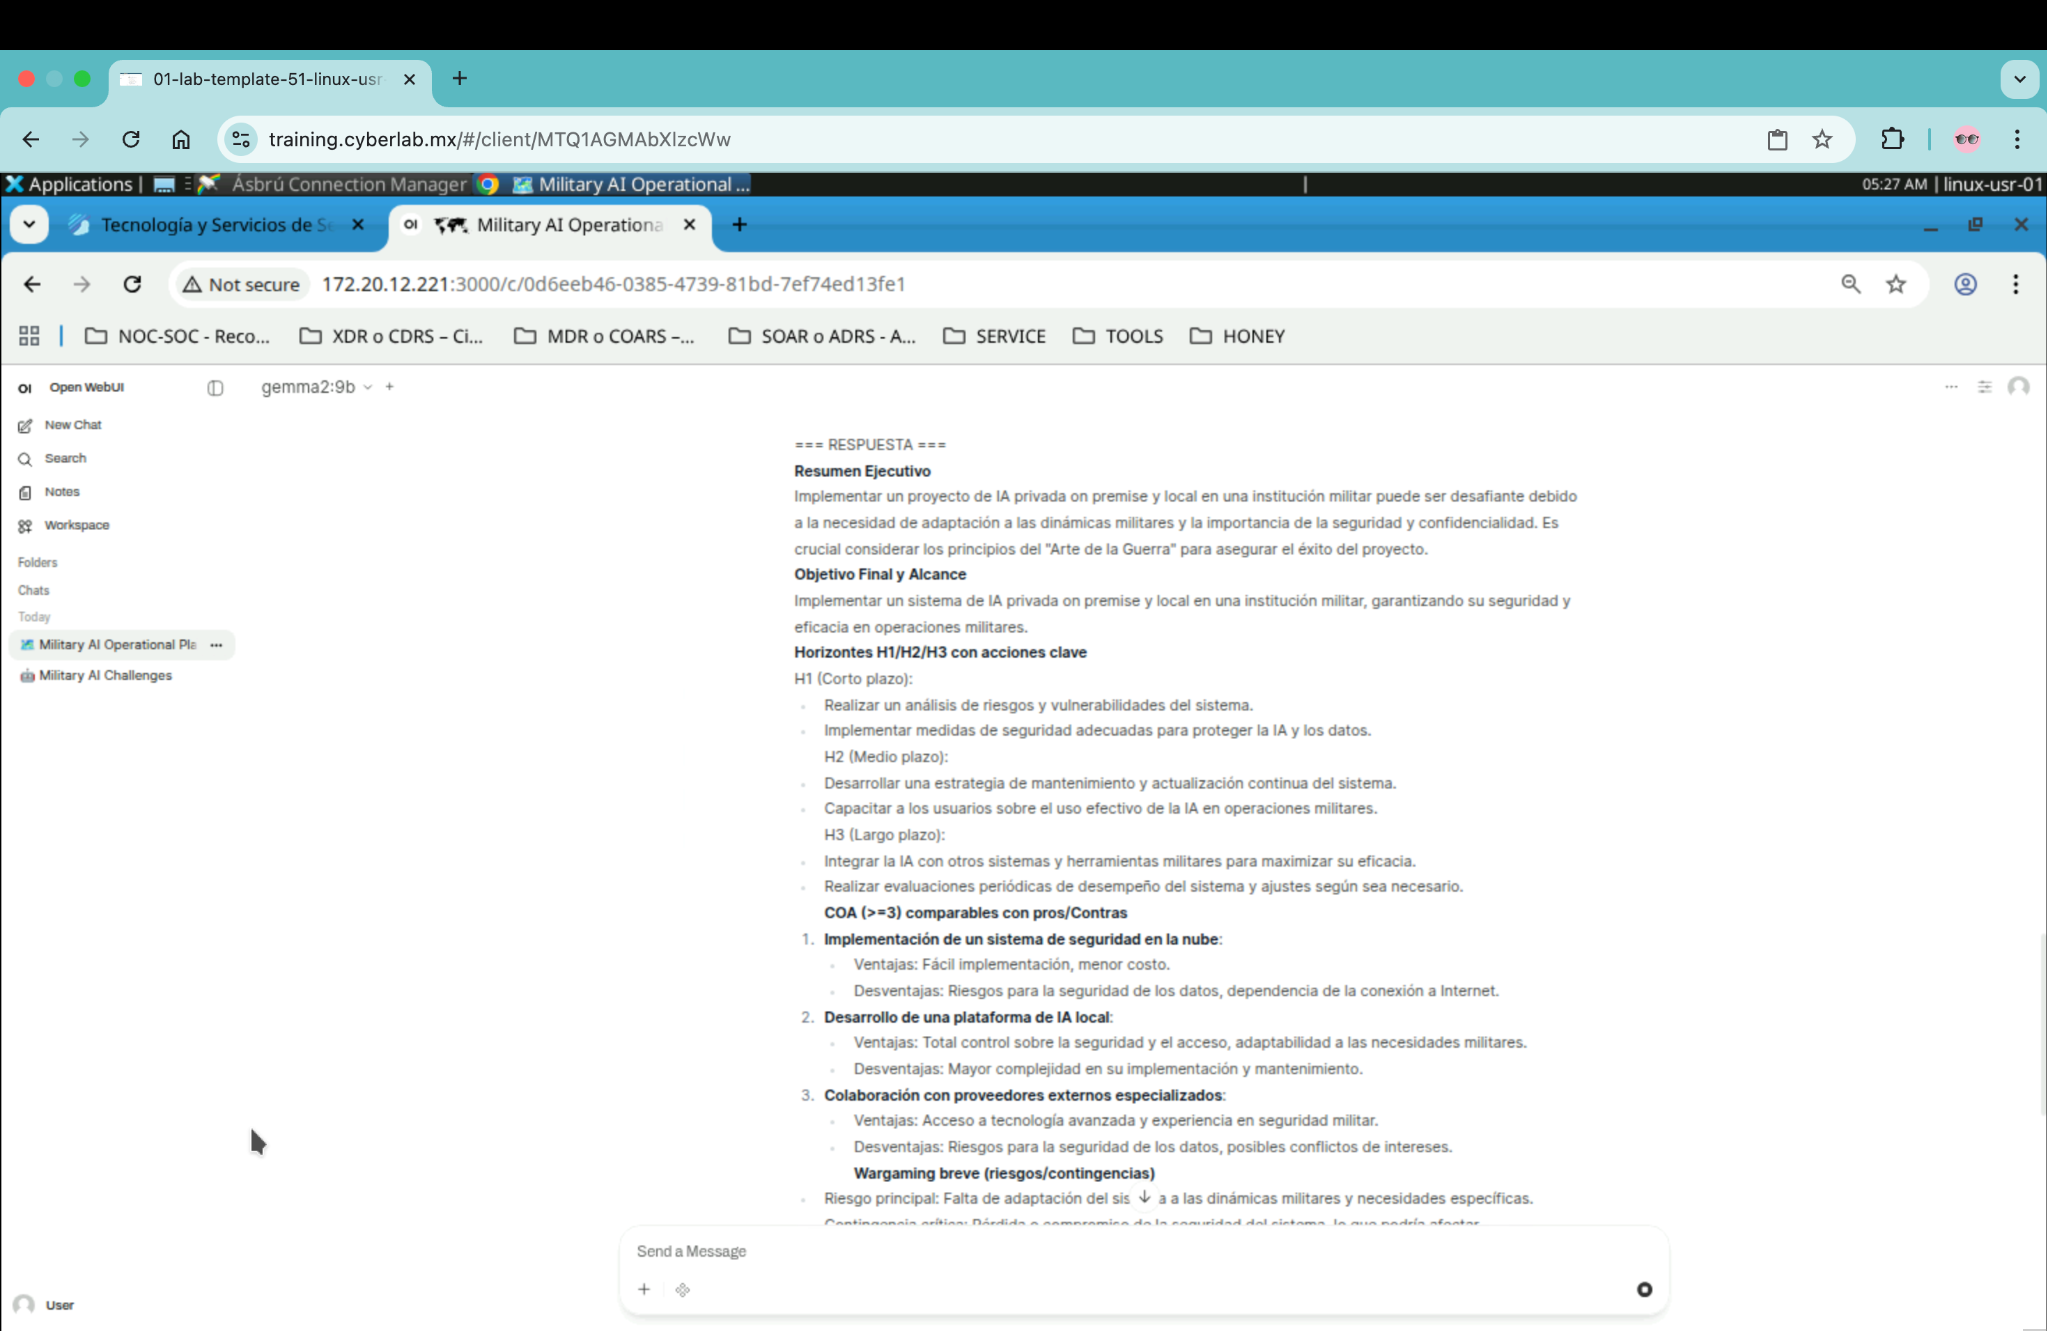 01-lab-template-51-linux-usr
training.cyberlab.mx/#/client/MTQ1AGMAbXlzcWw
Applications
Ásbrú Connection Manager
Military AI Operational ...
05:27 AM
linux-usr-01
Tecnología y Servicios de Se
OI
Military AI Operationa
Not secure
172.20.12.221:3000/c/0d6eeb46-0385-4739-81bd-7ef74ed13fe1
NOC-SOC - Reco...
XDR o CDRS – Ci...
MDR o COARS –...
SOAR o ADRS - A...
SERVICE
TOOLS
HONEY
OI
Open WebUI
gemma2:9b
New Chat
Search
Notes
Workspace
Folders
Chats
Today
Military AI Operational Pla
Military AI Challenges
User
=== RESPUESTA ===
Resumen Ejecutivo
Implementar un proyecto de IA privada on premise y local en una institución militar puede ser desafiante debido
a la necesidad de adaptación a las dinámicas militares y la importancia de la seguridad y confidencialidad. Es
crucial considerar los principios del "Arte de la Guerra" para asegurar el éxito del proyecto.
Objetivo Final y Alcance
Implementar un sistema de IA privada on premise y local en una institución militar, garantizando su seguridad y
eficacia en operaciones militares.
Horizontes H1/H2/H3 con acciones clave
H1 (Corto plazo):
Realizar un análisis de riesgos y vulnerabilidades del sistema.
Implementar medidas de seguridad adecuadas para proteger la IA y los datos.
H2 (Medio plazo):
Desarrollar una estrategia de mantenimiento y actualización continua del sistema.
Capacitar a los usuarios sobre el uso efectivo de la IA en operaciones militares.
H3 (Largo plazo):
Integrar la IA con otros sistemas y herramientas militares para maximizar su eficacia.
Realizar evaluaciones periódicas de desempeño del sistema y ajustes según sea necesario.
COA (>=3) comparables con pros/Contras
1. Implementación de un sistema de seguridad en la nube:
Ventajas: Fácil implementación, menor costo.
Desventajas: Riesgos para la seguridad de los datos, dependencia de la conexión a Internet.
2. Desarrollo de una plataforma de IA local:
Ventajas: Total control sobre la seguridad y el acceso, adaptabilidad a las necesidades militares.
Desventajas: Mayor complejidad en su implementación y mantenimiento.
3. Colaboración con proveedores externos especializados:
Ventajas: Acceso a tecnología avanzada y experiencia en seguridad militar.
Desventajas: Riesgos para la seguridad de los datos, posibles conflictos de intereses.
Wargaming breve (riesgos/contingencias)
Riesgo principal: Falta de adaptación del sis a a las dinámicas militares y necesidades específicas.
Contingencia crítica: Pérdida o compromiso de la seguridad del sistema, lo que podría afectar
Send a Message